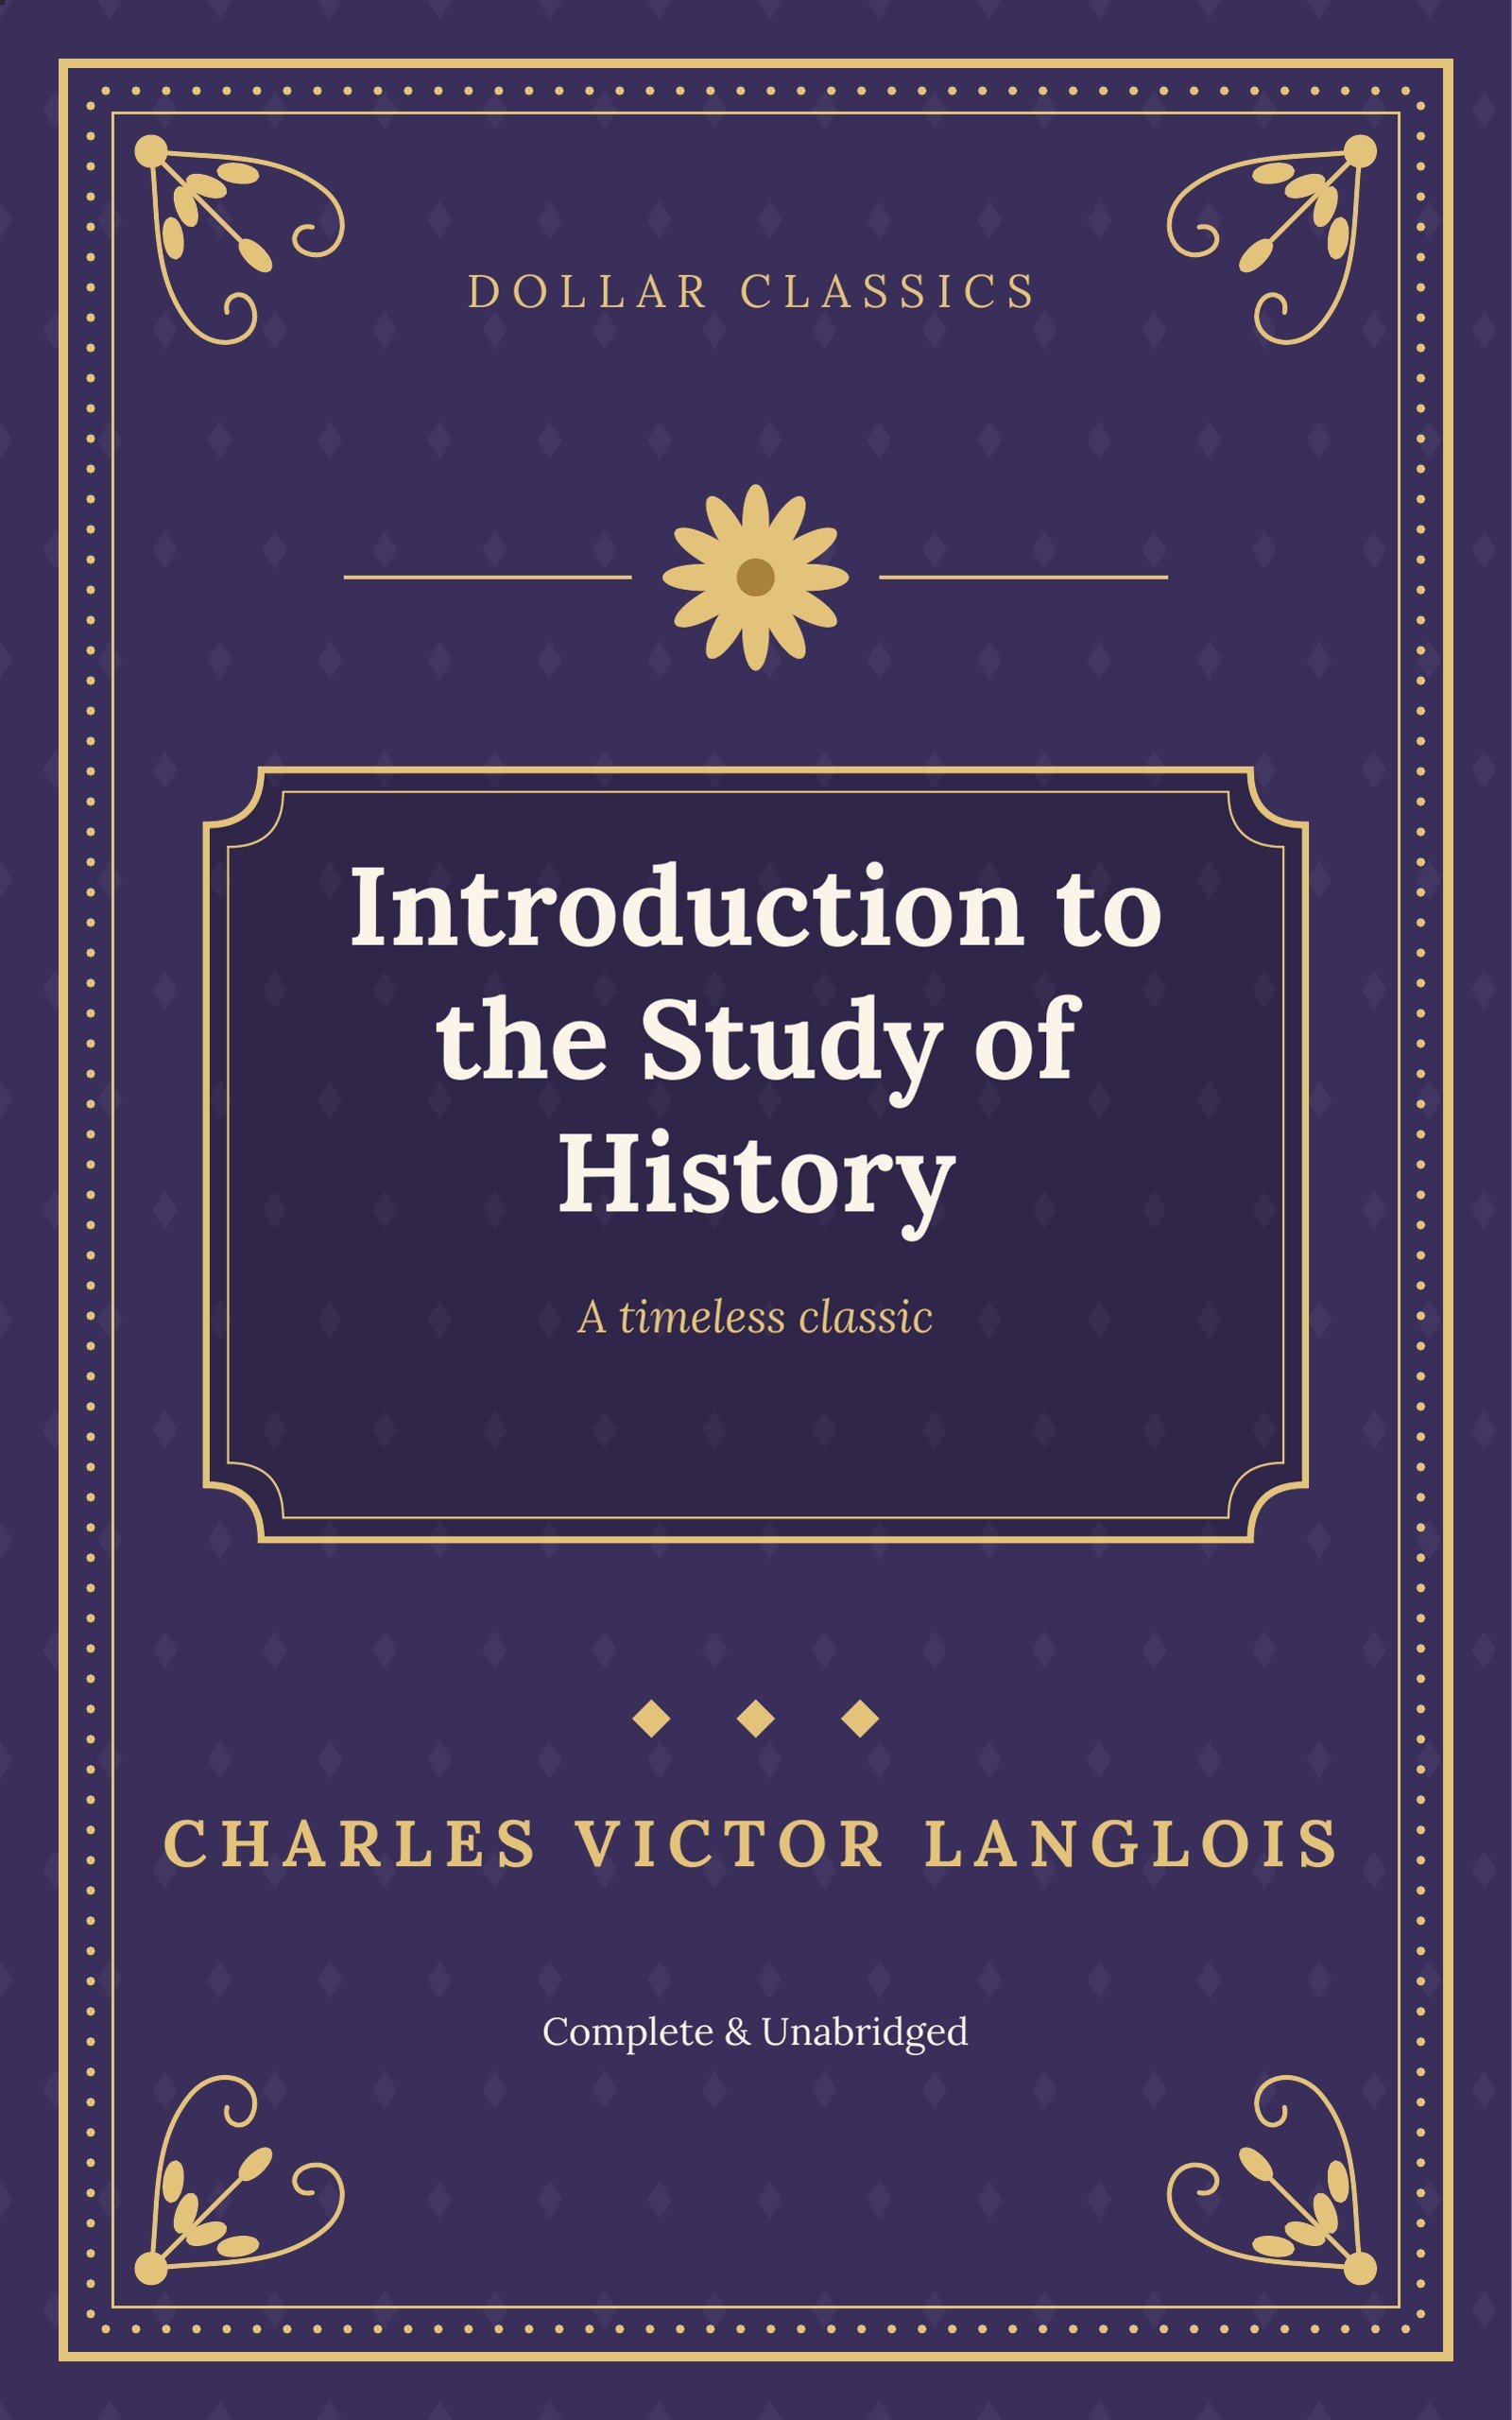 DOLLAR CLASSICS
Introduction to
the Study of
History
A timeless classic
CHARLES VICTOR LANGLOIS
Complete & Unabridged